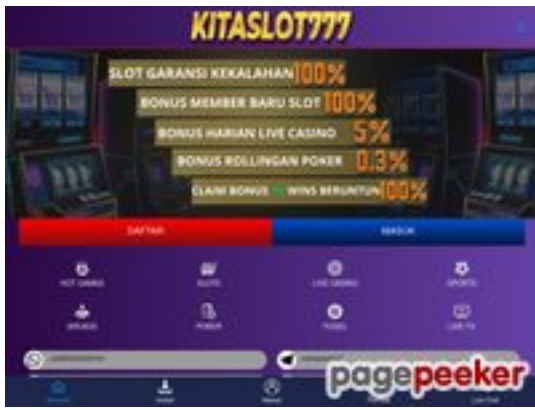 KITASLOT777
SLOT GARANSI KEKALAHAN 100%
BONUS MEMBER BARU SLOT 100%
BONUS HARIAN LIVE CASINO 5%
BONUS ROLLINGAN POKER 0.3%
CLAIM BONUS WINS BERUNTUN 100%
DAFTAR
MASUK
HOT GAMES
SLOTS
LIVE CASINO
SPORTS
ARCADE
POKER
TOGEL
LIVE TV
pagepeeker